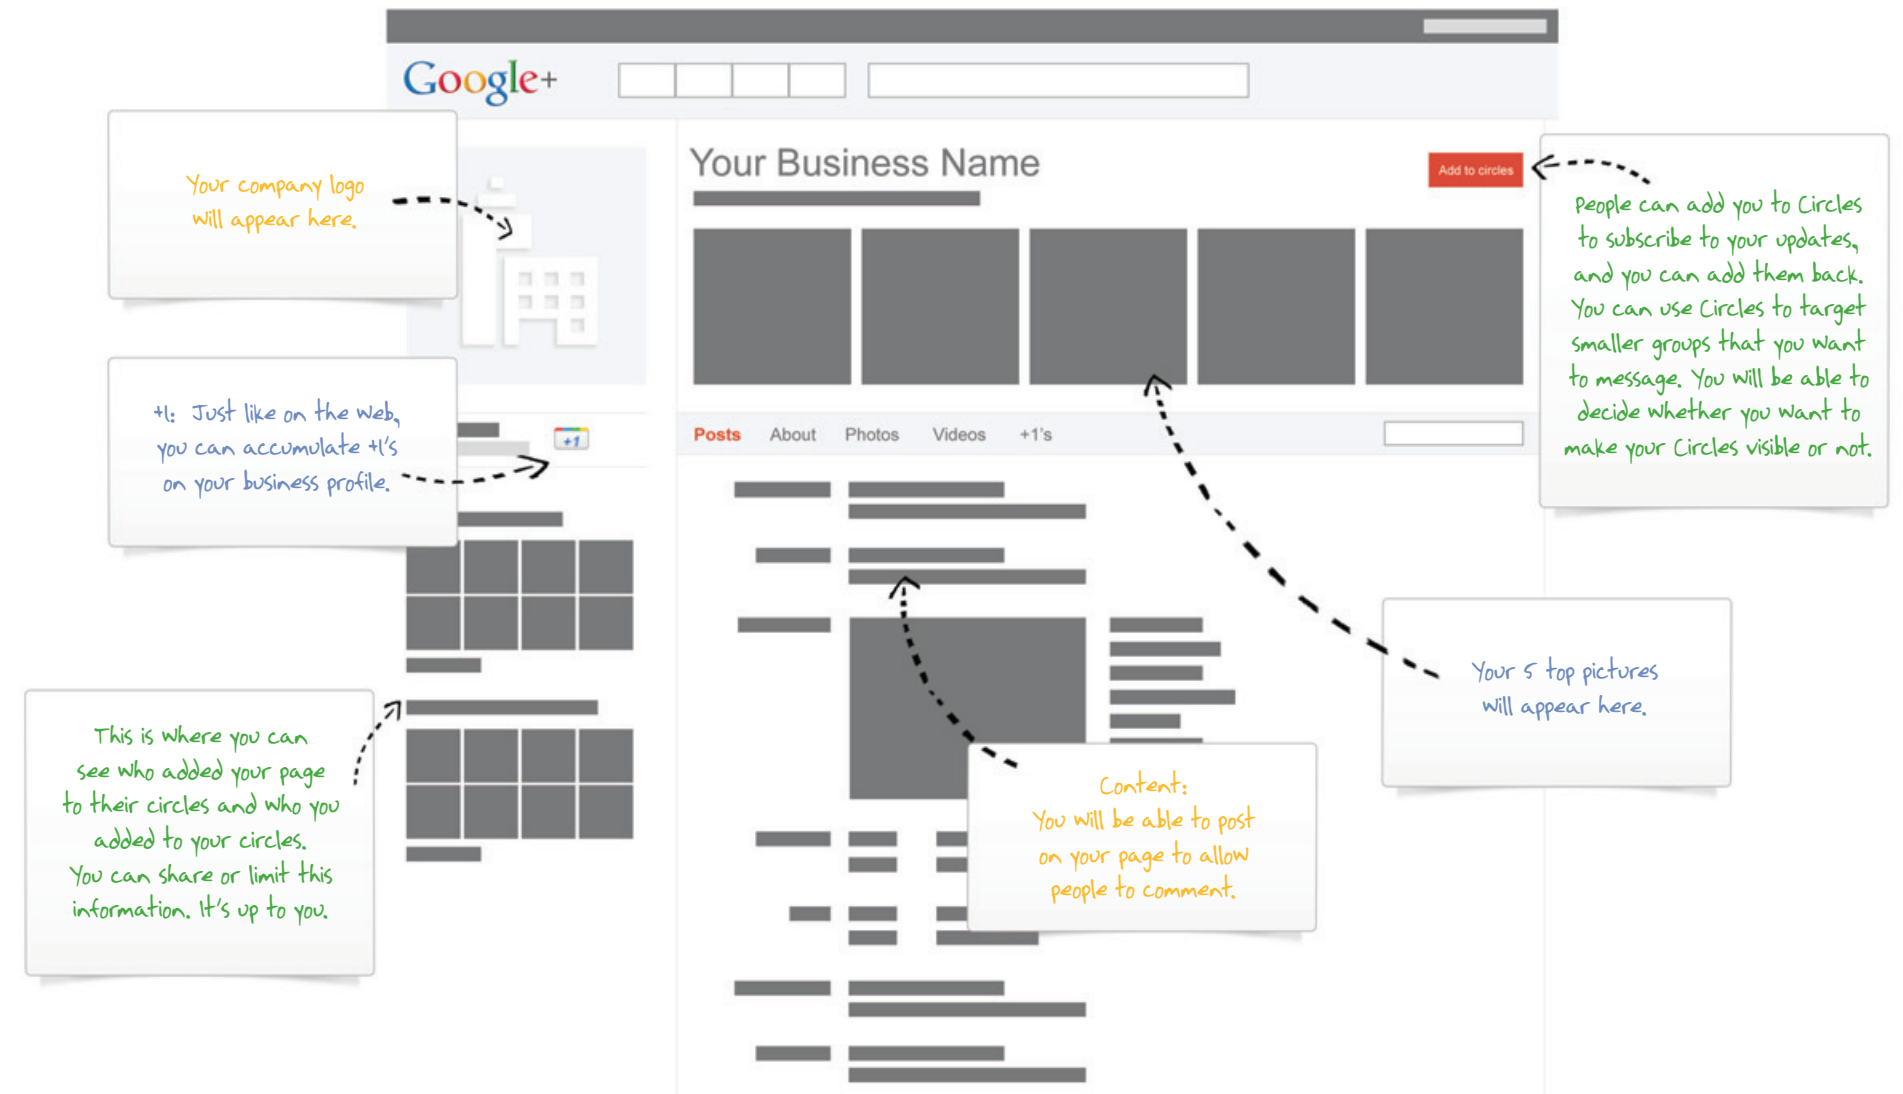 Google+
Your company logo
will appear here.
Your Business Name
Add to circles
People can add you to Circles
to subscribe to your updates,
and you can add them back.
You can use Circles to target
smaller groups that you want
to message. You will be able to
decide whether you want to
make your Circles visible or not.
+1: Just like on the web,
you can accumulate +1's
on your business profile.
+1
Posts About Photos Videos +1's
Your 5 top pictures
will appear here.
This is where you can
see who added your page
to their circles and who you
added to your circles.
You can share or limit this
information. It's up to you.
Content:
You will be able to post
on your page to allow
people to comment.